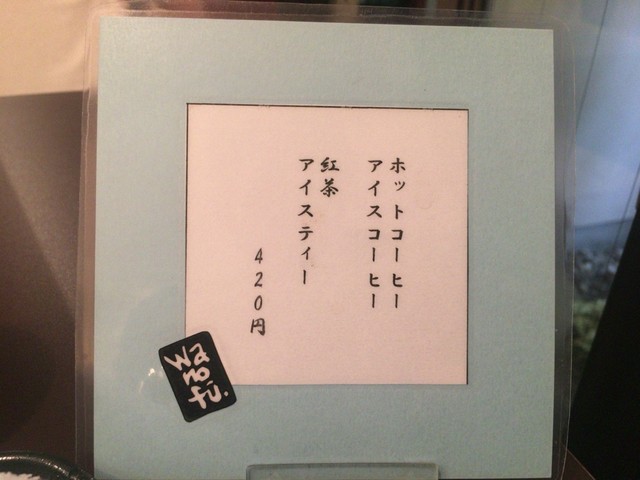 ホットコーヒー
アイスコーヒー
紅茶
アイスティー
420円
wa
no
fū.